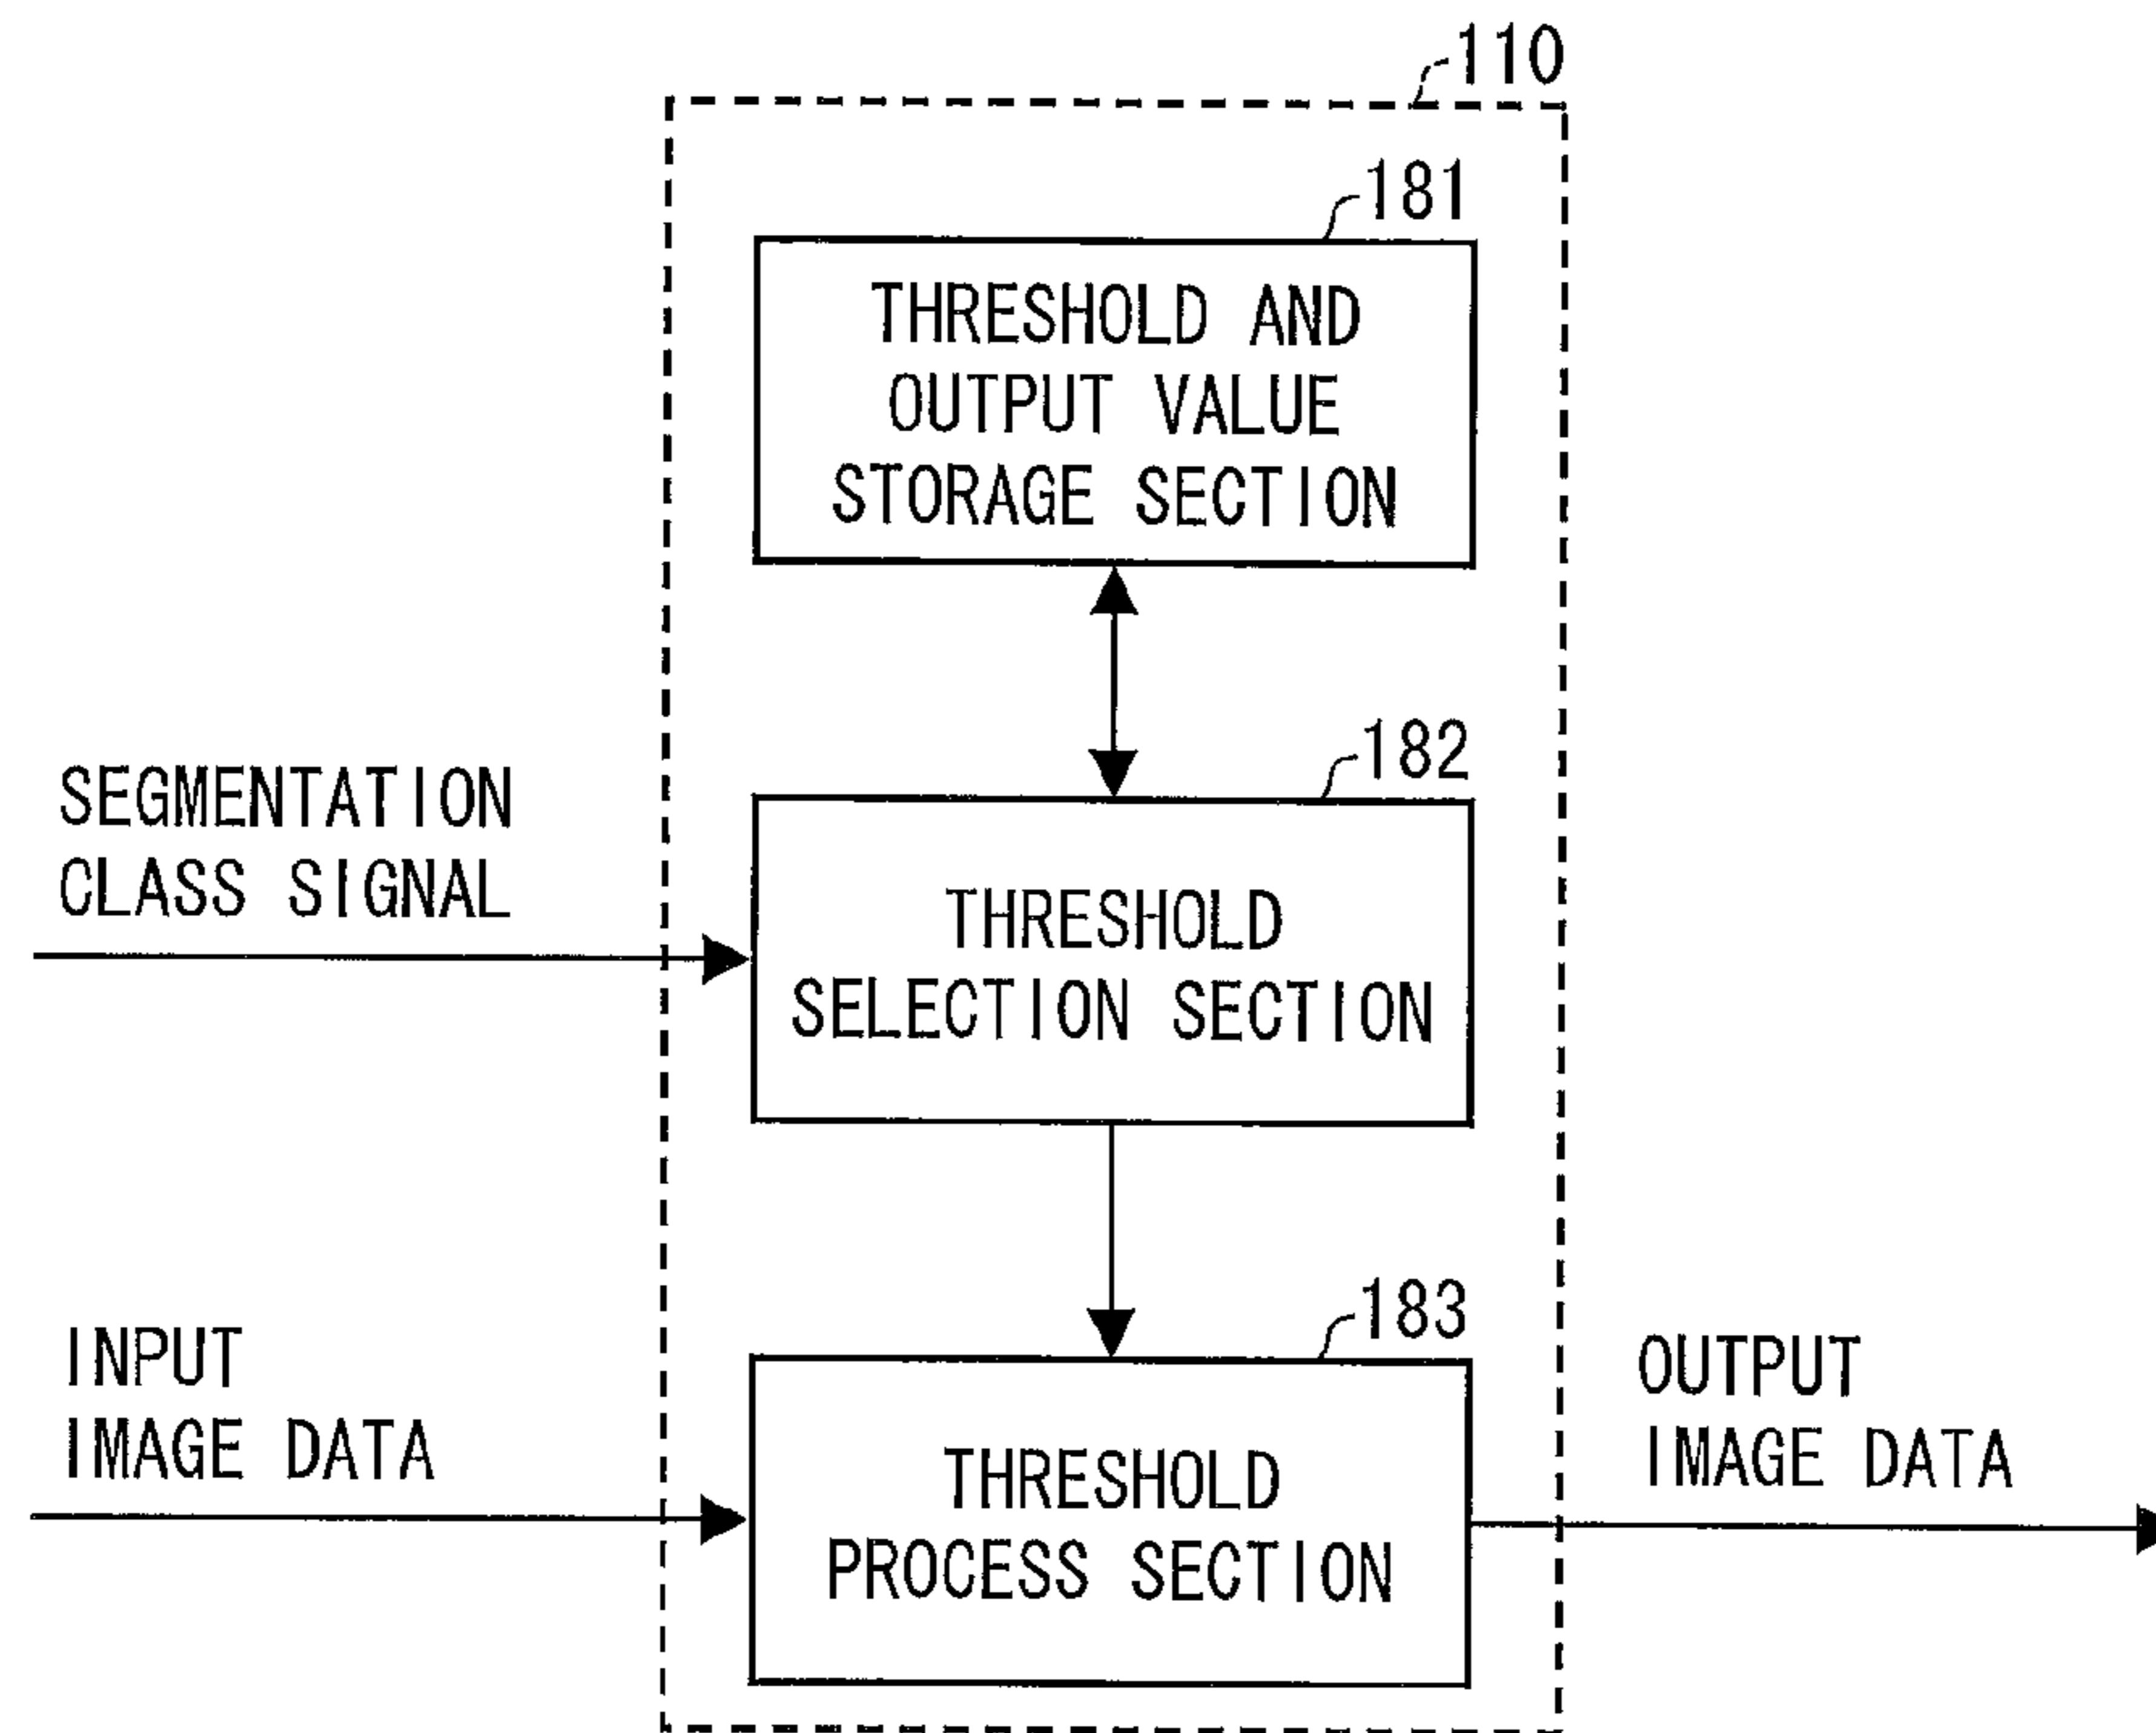 110
181
THRESHOLD AND
OUTPUT VALUE
STORAGE SECTION
182
SEGMENTATION
CLASS SIGNAL
THRESHOLD
SELECTION SECTION
183
INPUT
IMAGE DATA
THRESHOLD
PROCESS SECTION
OUTPUT
IMAGE DATA